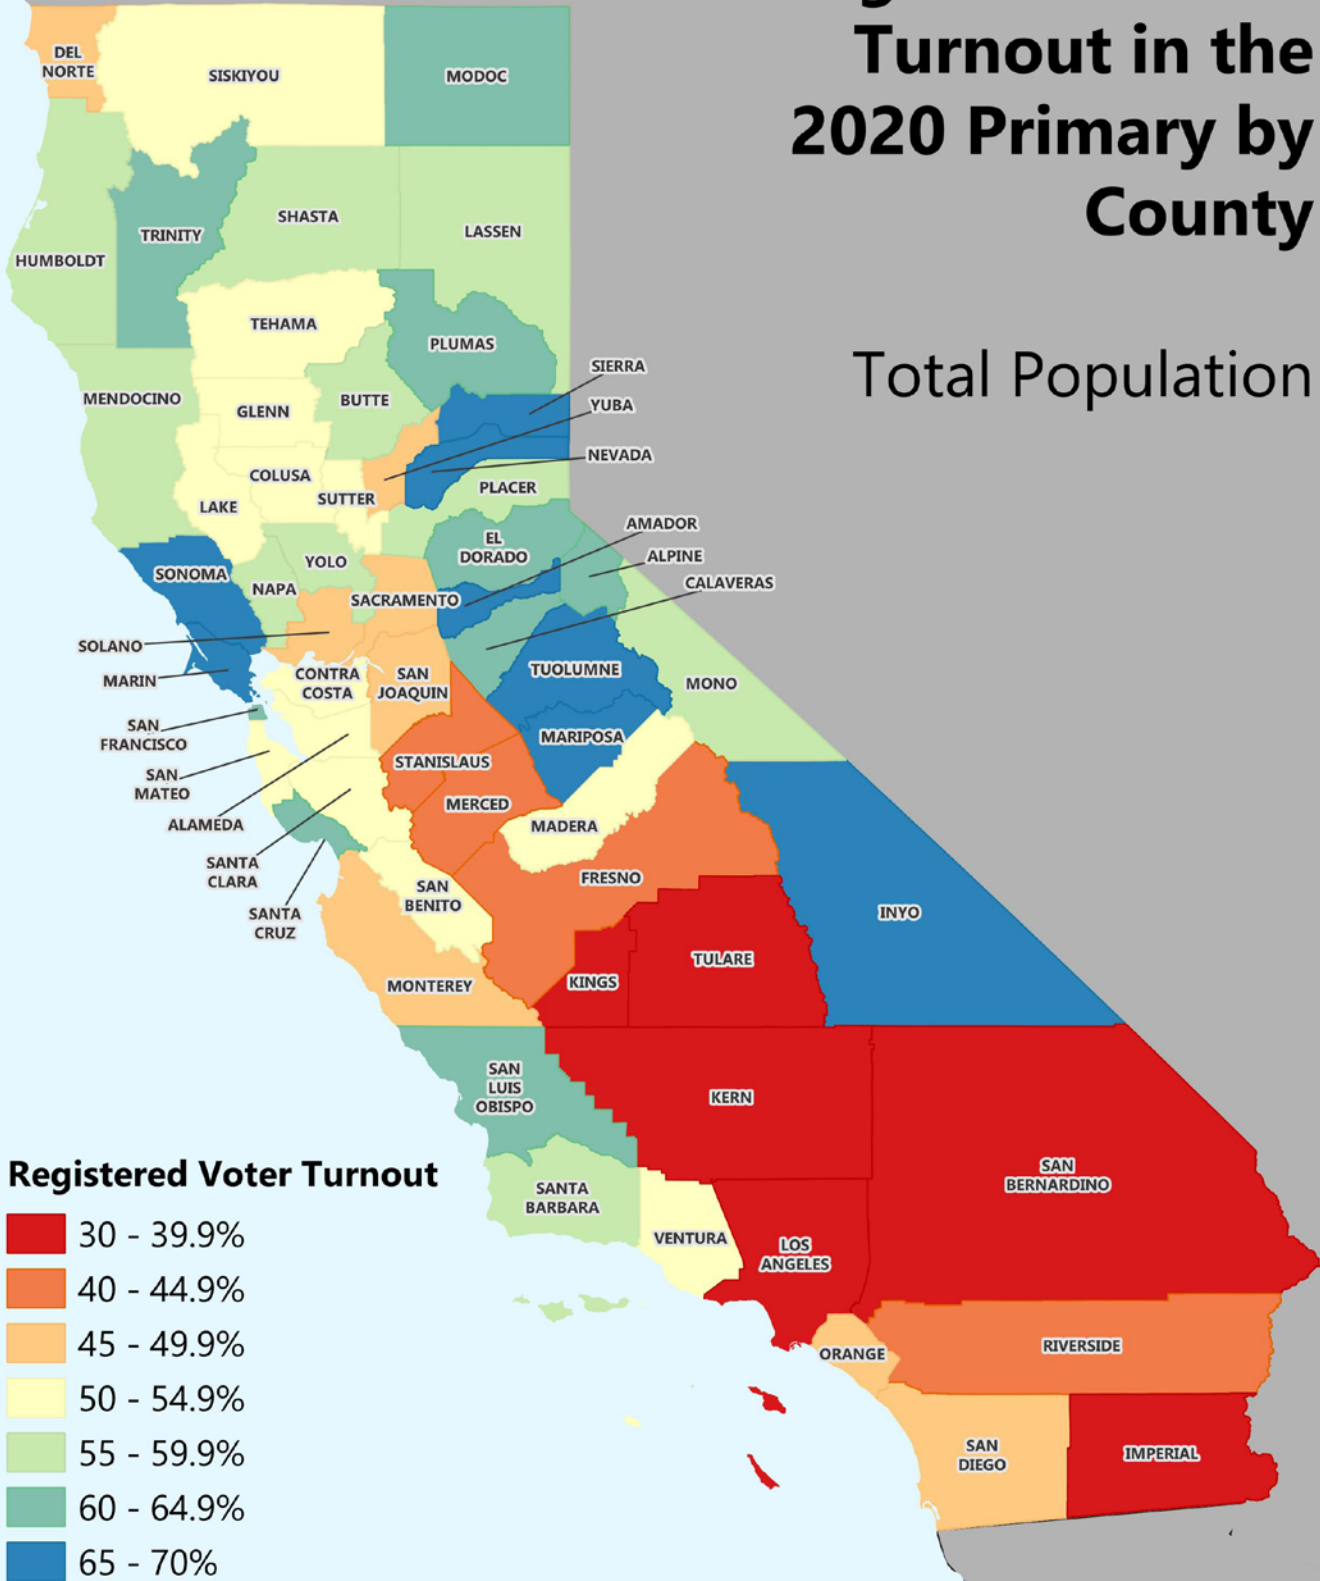 Turnout in the
2020 Primary by
County
Total Population
DEL
NORTE
SISKIYOU
MODOC
HUMBOLDT
TRINITY
SHASTA
LASSEN
TEHAMA
PLUMAS
SIERRA
MENDOCINO
GLENN
BUTTE
YUBA
NEVADA
COLUSA
SUTTER
PLACER
LAKE
AMADOR
EL
DORADO
ALPINE
SONOMA
YOLO
NAPA
SACRAMENTO
CALAVERAS
SOLANO
MARIN
CONTRA
COSTA
SAN
JOAQUIN
TUOLUMNE
MONO
SAN
FRANCISCO
MARIPOSA
STANISLAUS
SAN
MATEO
MERCED
ALAMEDA
MADERA
SANTA
CLARA
FRESNO
SAN
BENITO
SANTA
CRUZ
INYO
TULARE
KINGS
MONTEREY
SAN
LUIS
OBISPO
KERN
SAN
BERNARDINO
SANTA
BARBARA
VENTURA
LOS
ANGELES
ORANGE
RIVERSIDE
SAN
DIEGO
IMPERIAL
Registered Voter Turnout
30 - 39.9%
40 - 44.9%
45 - 49.9%
50 - 54.9%
55 - 59.9%
60 - 64.9%
65 - 70%